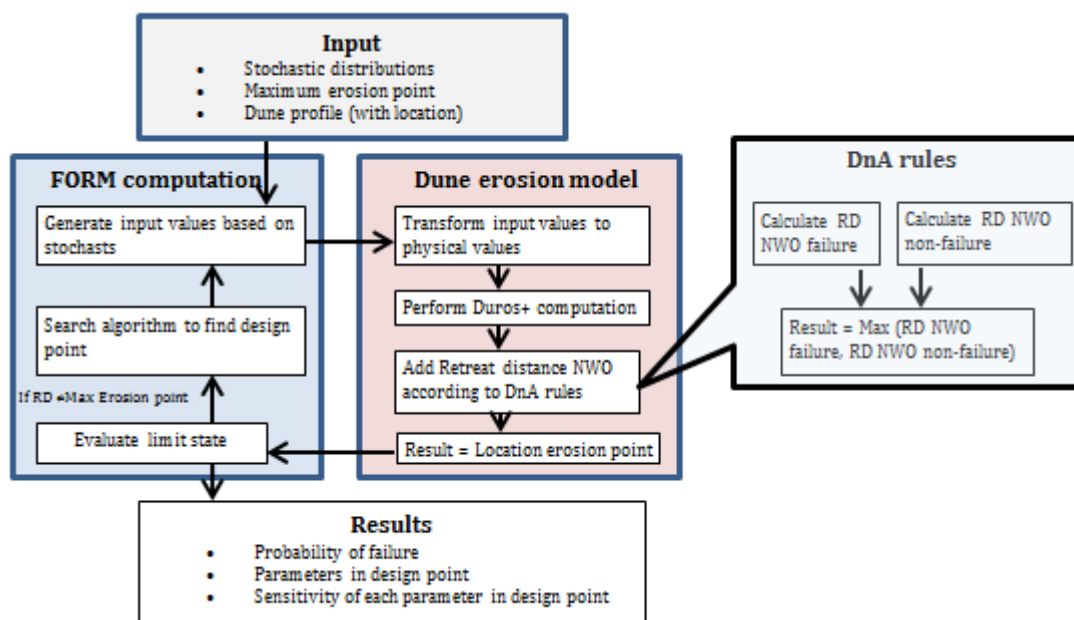 Input
• Stochastic distributions
• Maximum erosion point
• Dune profile (with location)
FORM computation
Generate input values based on
stochasts
Search algorithm to find design
point
If RD ≠Max Erosion point
Evaluate limit state
Dune erosion model
Transform input values to
physical values
Perform Duros+ computation
Add Retreat distance NWO
according to DnA rules
Result = Location erosion point
DnA rules
Calculate RD
NWO failure
Calculate RD NWO
non-failure
Result = Max (RD NWO
failure, RD NWO non-failure)
Results
• Probability of failure
• Parameters in design point
• Sensitivity of each parameter in design point